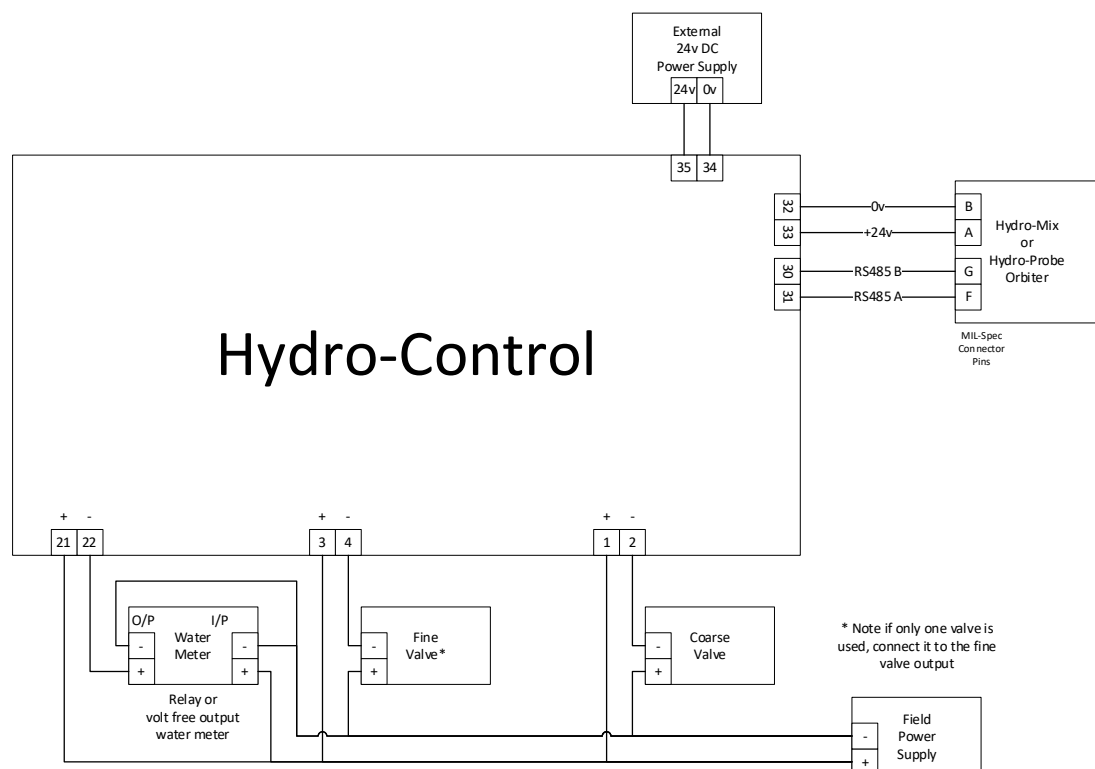 External
24v DC
Power Supply
24v 0v
35 34
32 0v B
33 +24v A
30 RS485 B G
31 RS485 A F
Hydro-Mix
or
Hydro-Probe
Orbiter
MIL-Spec
Connector
Pins
Hydro-Control
+ - + - + -
21 22 3 4 1 2
O/P I/P
Water
Meter
- -
+ +
Relay or
volt free output
water meter
Fine
Valve*
-
+
Coarse
Valve
-
+
* Note if only one valve is
used, connect it to the fine
valve output
Field
Power
Supply
-
+